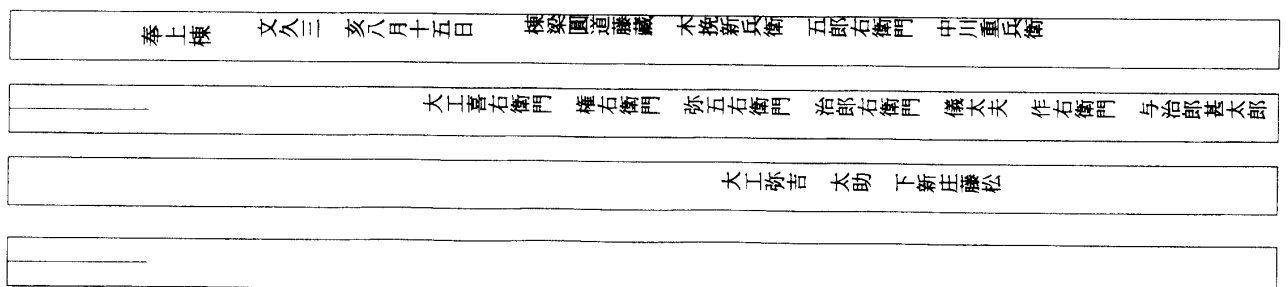 奉上棟 文久三 亥八月十五日 棟梁圓道藤蔵 木挽新兵衛 五郎右衛門 中川重兵衛
大工喜右衛門 権右衛門 弥五右衛門 治郎右衛門 儀太夫 作右衛門 与治郎甚太郎
大工弥吉 太助 下新庄藤松